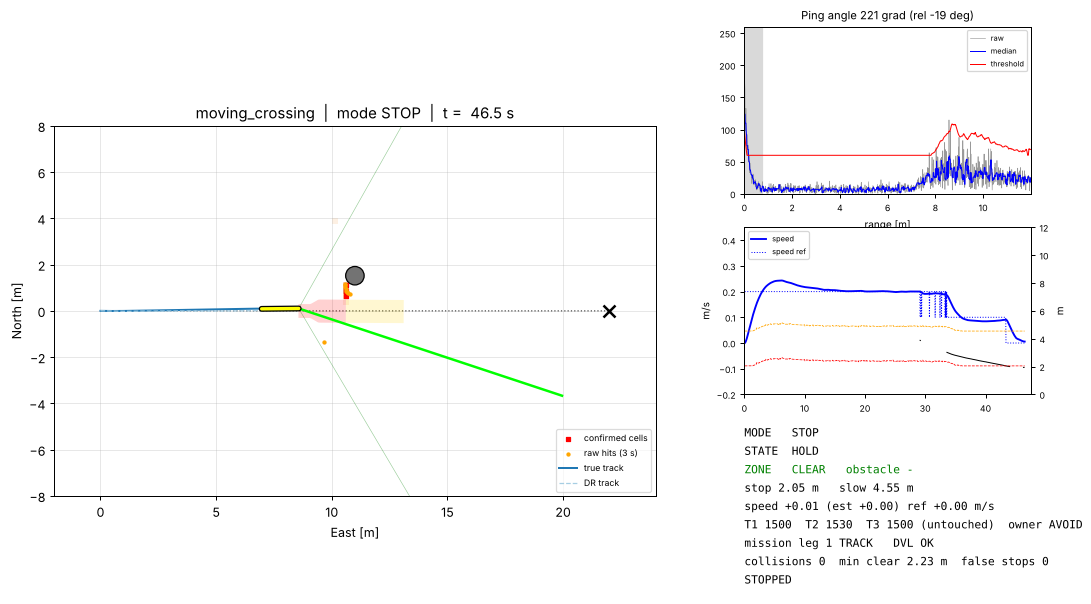 moving_crossing | mode STOP | t = 46.5 s
8
6
4
2
0
−2
−4
−6
−8
North [m]
0
5
10
15
20
East [m]
confirmed cells
raw hits (3 s)
true track
DR track
Ping angle 221 grad (rel -19 deg)
250
200
150
100
50
0
0
2
4
6
8
10
range [m]
raw
median
threshold
0.4
0.3
0.2
0.1
0.0
−0.1
−0.2
m/s
0
10
20
30
40
12
10
8
6
4
2
0
m
speed
speed ref
MODE STOP
STATE HOLD
ZONE CLEAR obstacle -
stop 2.05 m slow 4.55 m
speed +0.01 (est +0.00) ref +0.00 m/s
T1 1500 T2 1530 T3 1500 (untouched) owner AVOID
mission leg 1 TRACK DVL OK
collisions 0 min clear 2.23 m false stops 0
STOPPED